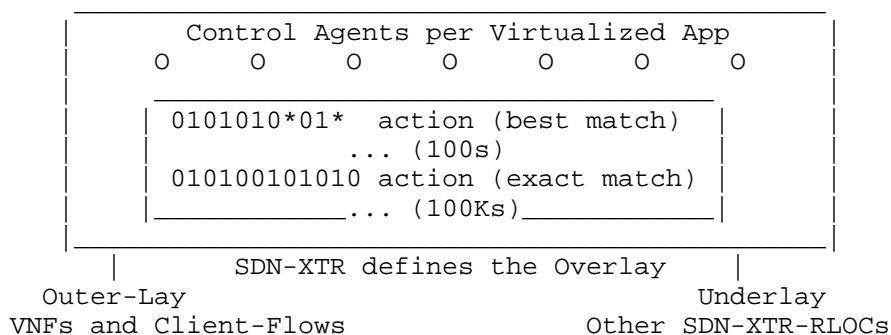 Control Agents per Virtualized App
O O O O O O O
0101010*01* action (best match)
... (100s)
010100101010 action (exact match)
... (100Ks)
SDN-XTR defines the Overlay
Outer-Lay Underlay
VNFs and Client-Flows Other SDN-XTR-RLOCs